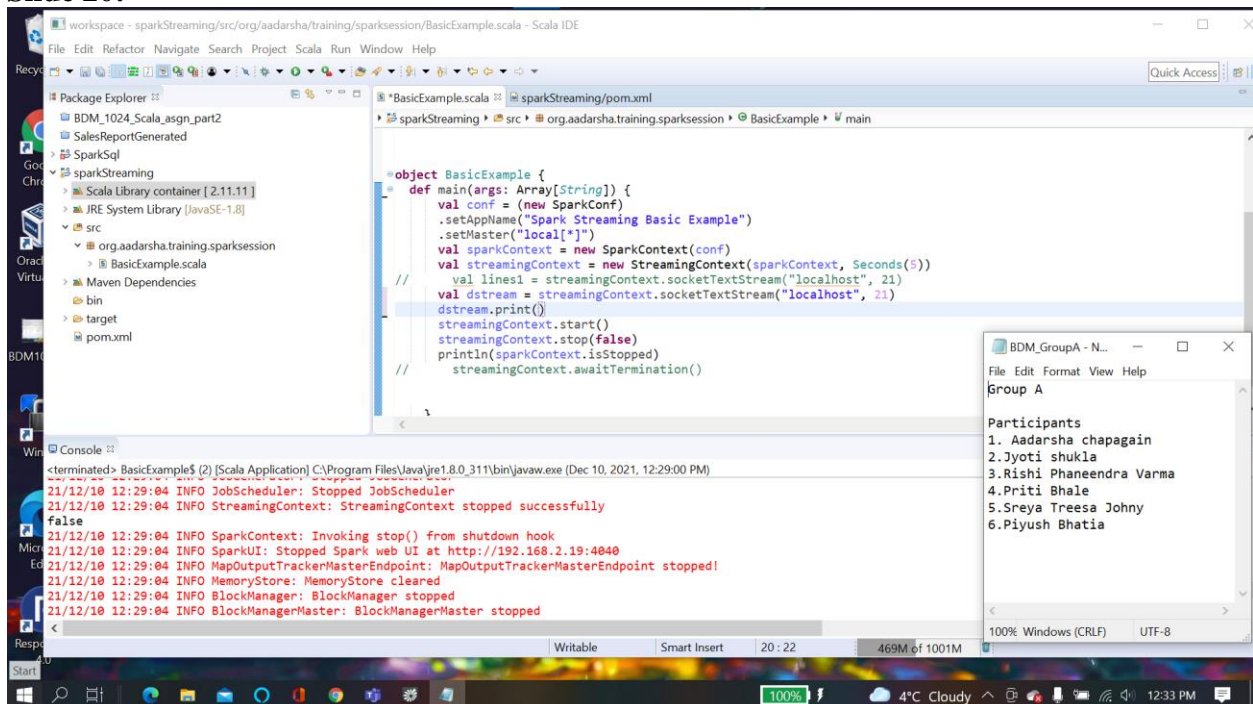 Slide 20:
workspace - sparkStreaming/src/org/aadarsha/training/sparksession/BasicExample.scala - Scala IDE
File Edit Refactor Navigate Search Project Scala Run Window Help
Quick Access
Package Explorer
BDM_1024_Scala_asgn_part2
SalesReportGenerated
SparkSql
sparkStreaming
Scala Library container [ 2.11.11 ]
JRE System Library [JavaSE-1.8]
src
org.aadarsha.training.sparksession
BasicExample.scala
Maven Dependencies
bin
target
pom.xml
*BasicExample.scala sparkStreaming/pom.xml
sparkStreaming src org.aadarsha.training.sparksession BasicExample main
object BasicExample {
def main(args: Array[String]) {
val conf = (new SparkConf)
.setAppName("Spark Streaming Basic Example")
.setMaster("local[*]")
val sparkContext = new SparkContext(conf)
val streamingContext = new StreamingContext(sparkContext, Seconds(5))
// val lines1 = streamingContext.socketTextStream("localhost", 21)
val dstream = streamingContext.socketTextStream("localhost", 21)
dstream.print()
streamingContext.start()
streamingContext.stop(false)
println(sparkContext.isStopped)
// streamingContext.awaitTermination()
}
BDM_GroupA - N...
File Edit Format View Help
Group A
Participants
1. Aadarsha chapagain
2.Jyoti shukla
3.Rishi Phaneendra Varma
4.Priti Bhale
5.Sreya Treesa Johny
6.Piyush Bhatia
100% Windows (CRLF) UTF-8
Console
<terminated> BasicExample$ (2) [Scala Application] C:\Program Files\Java\jre1.8.0_311\bin\javaw.exe (Dec 10, 2021, 12:29:00 PM)
21/12/10 12:29:04 INFO JobScheduler: Stopped JobScheduler
21/12/10 12:29:04 INFO StreamingContext: StreamingContext stopped successfully
false
21/12/10 12:29:04 INFO SparkContext: Invoking stop() from shutdown hook
21/12/10 12:29:04 INFO SparkUI: Stopped Spark web UI at http://192.168.2.19:4040
21/12/10 12:29:04 INFO MapOutputTrackerMasterEndpoint: MapOutputTrackerMasterEndpoint stopped!
21/12/10 12:29:04 INFO MemoryStore: MemoryStore cleared
21/12/10 12:29:04 INFO BlockManager: BlockManager stopped
21/12/10 12:29:04 INFO BlockManagerMaster: BlockManagerMaster stopped
Writable Smart Insert 20 : 22 469M of 1001M
Recyc
Goo
Chro
Orac
Virtu
BDM10
Win
Micr
Ed
Resp
4.0
Start
100% 4°C Cloudy 12:33 PM